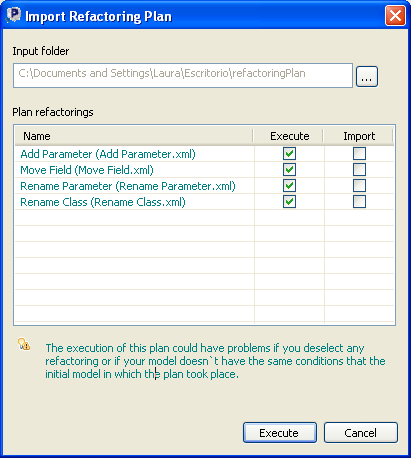 Import Refactoring Plan
Input folder
C:\Documents and Settings\Laura\Escritorio\refactoringPlan
...
Plan refactorings
Name Execute Import
Add Parameter (Add Parameter.xml)
Move Field (Move Field.xml)
Rename Parameter (Rename Parameter.xml)
Rename Class (Rename Class.xml)
The execution of this plan could have problems if you deselect any
refactoring or if your model doesn`t have the same conditions that the
initial model in which the plan took place.
Execute Cancel